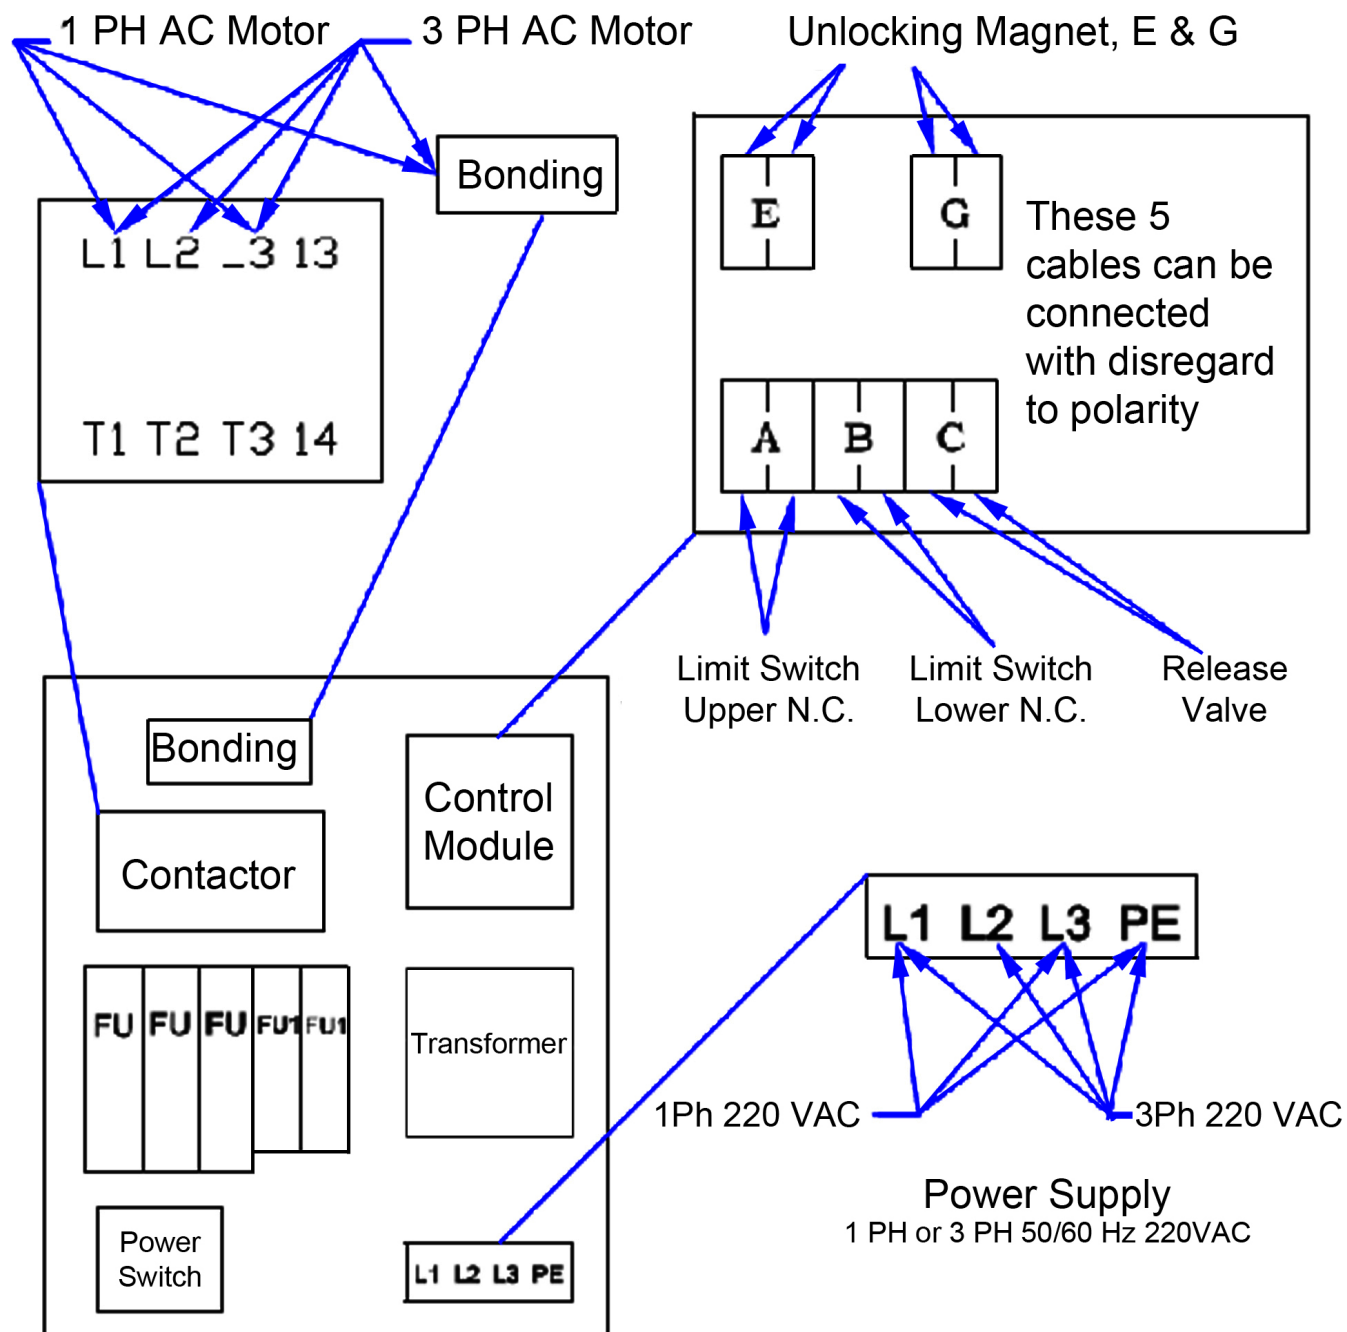 1 PH AC Motor
3 PH AC Motor
Unlocking Magnet, E & G
Bonding
L1 L2 _3 13
T1 T2 T3 14
E
G
These 5
cables can be
connected
with disregard
to polarity
A B C
Limit Switch
Upper N.C.
Limit Switch
Lower N.C.
Release
Valve
Bonding
Control
Module
Contactor
L1 L2 L3 PE
FU FU FU FU1 FU1
Transformer
1Ph 220 VAC
3Ph 220 VAC
Power Supply
1 PH or 3 PH 50/60 Hz 220VAC
Power
Switch
L1 L2 L3 PE